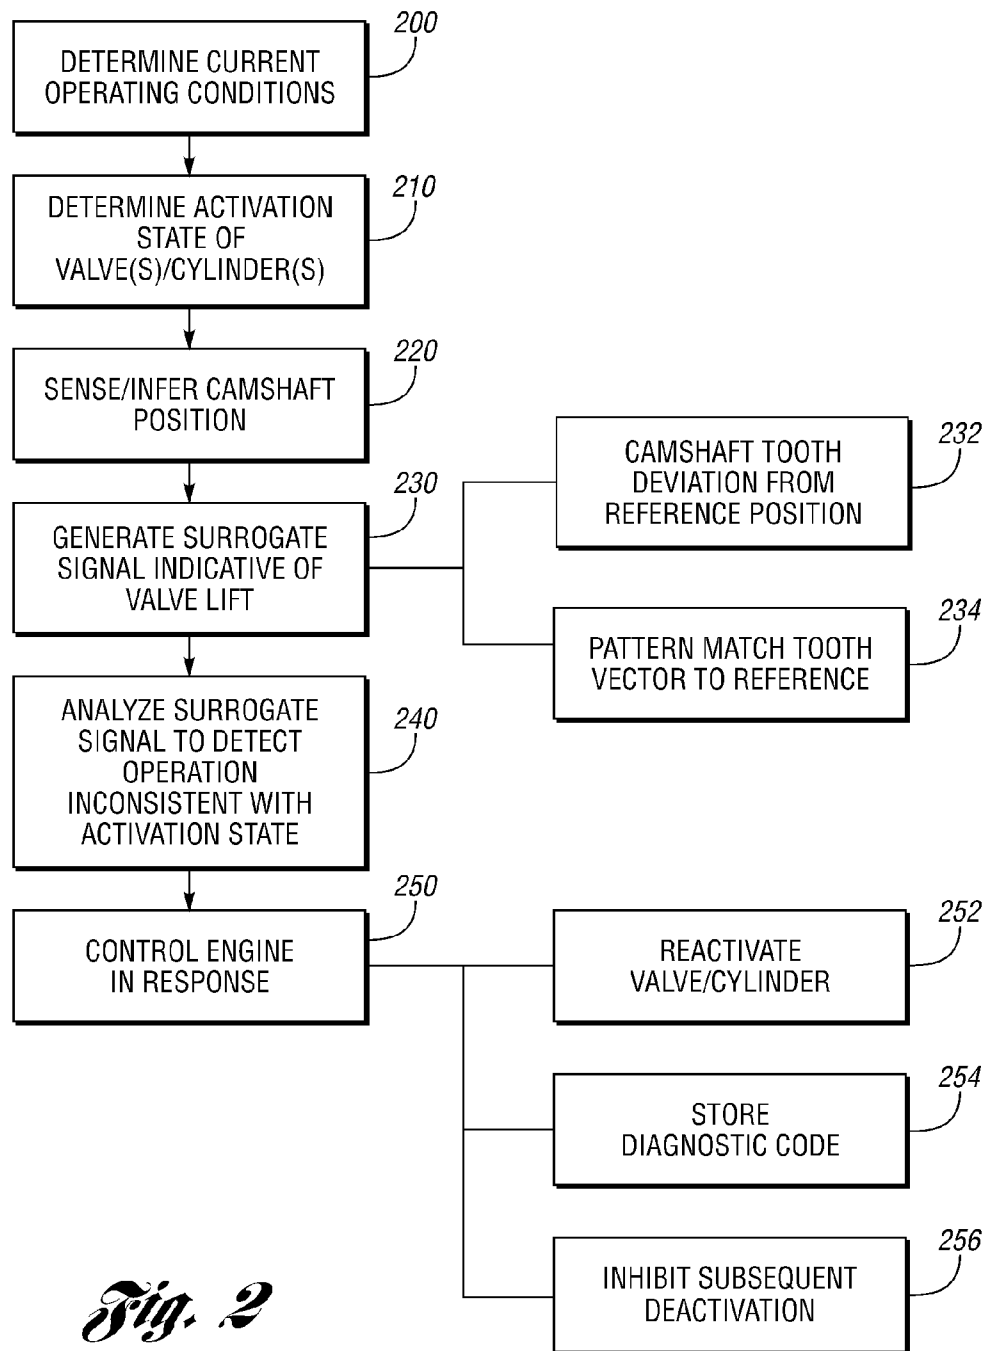 200
DETERMINE CURRENT
OPERATING CONDITIONS
210
DETERMINE ACTIVATION
STATE OF
VALVE(S)/CYLINDER(S)
220
SENSE/INFER CAMSHAFT
POSITION
230
GENERATE SURROGATE
SIGNAL INDICATIVE OF
VALVE LIFT
232
CAMSHAFT TOOTH
DEVIATION FROM
REFERENCE POSITION
234
PATTERN MATCH TOOTH
VECTOR TO REFERENCE
240
ANALYZE SURROGATE
SIGNAL TO DETECT
OPERATION
INCONSISTENT WITH
ACTIVATION STATE
250
CONTROL ENGINE
IN RESPONSE
252
REACTIVATE
VALVE/CYLINDER
254
STORE
DIAGNOSTIC CODE
256
INHIBIT SUBSEQUENT
DEACTIVATION
Fig. 2